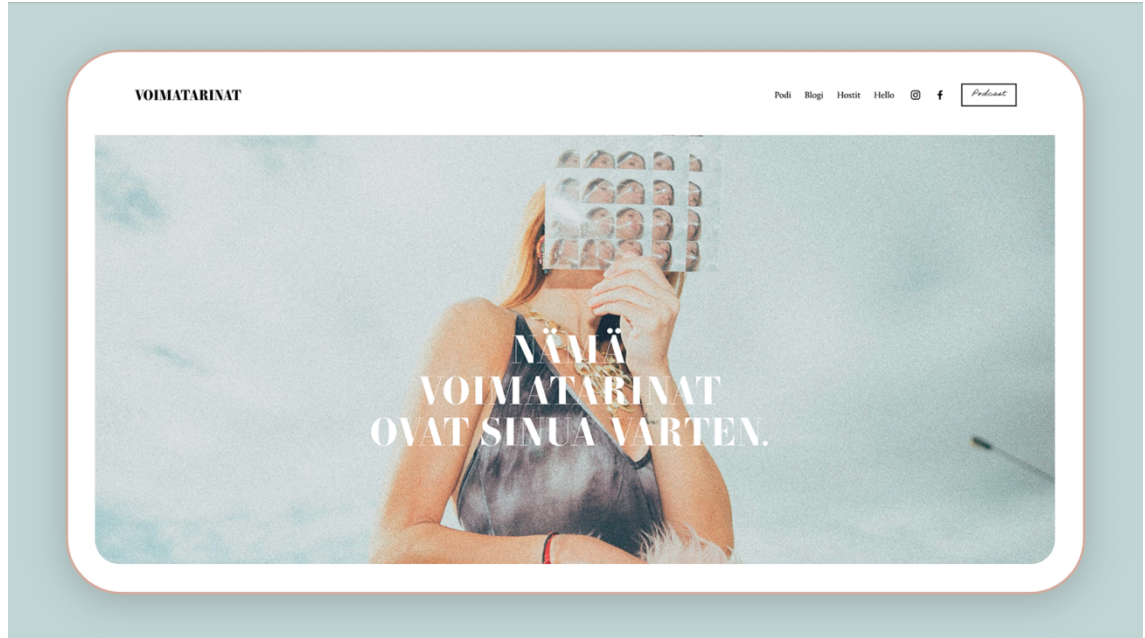 VOIMATARINAT
Podi Blogi Hostit Hello Podcast
NÄMÄ
VOIMATARINAT
OVAT SINUA VARTEN.